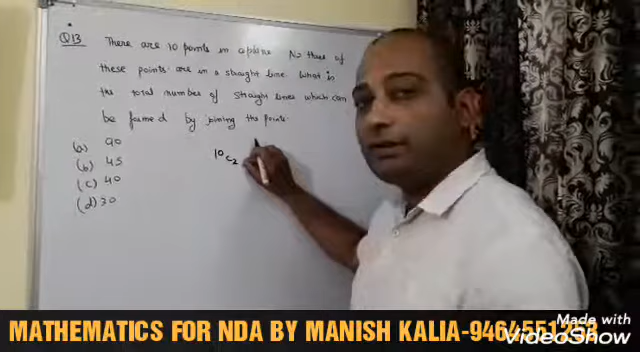 Q13 There are 10 points in a plane No three of
these points are in a straight line. What is
the total number of straight lines which can
be formed by joining the points.
(a) 90
(b) 45
(c) 40
(d) 30
10C2
Made with
VideoShow
MATHEMATICS FOR NDA BY MANISH KALIA-9464551253